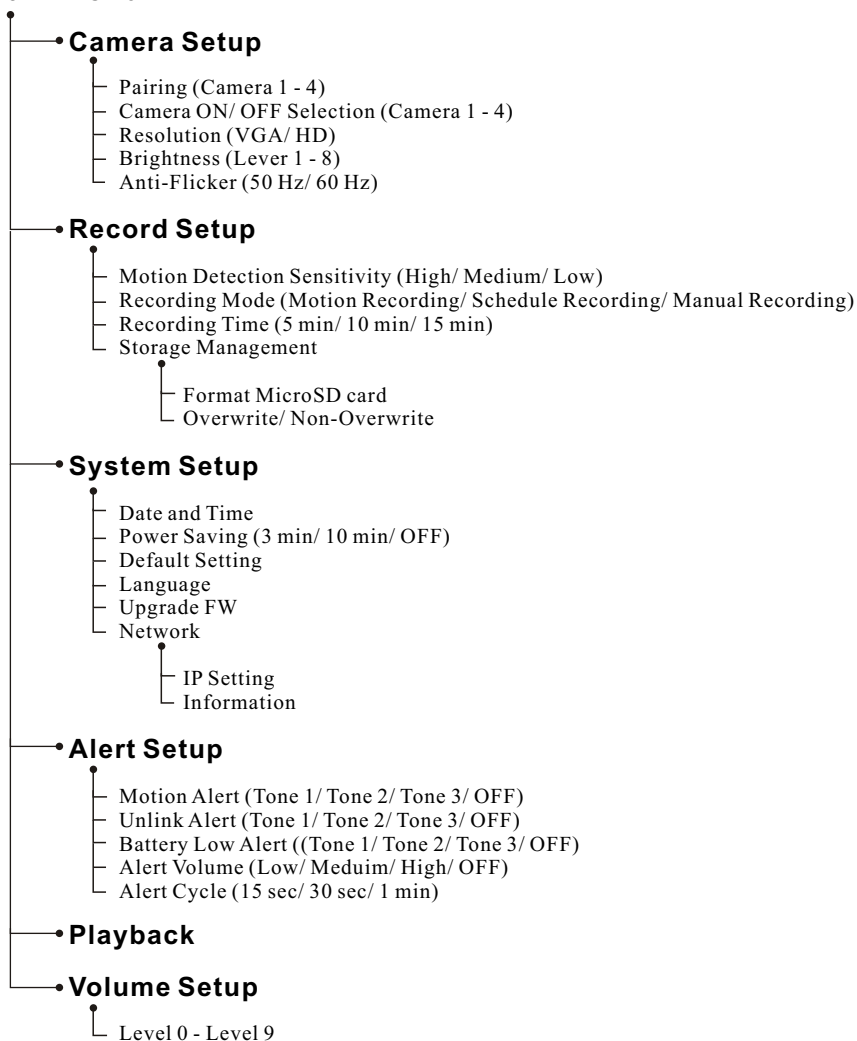 Camera Setup
Pairing (Camera 1 - 4)
Camera ON/ OFF Selection (Camera 1 - 4)
Resolution (VGA/ HD)
Brightness (Lever 1 - 8)
Anti-Flicker (50 Hz/ 60 Hz)
Record Setup
Motion Detection Sensitivity (High/ Medium/ Low)
Recording Mode (Motion Recording/ Schedule Recording/ Manual Recording)
Recording Time (5 min/ 10 min/ 15 min)
Storage Management
Format MicroSD card
Overwrite/ Non-Overwrite
System Setup
Date and Time
Power Saving (3 min/ 10 min/ OFF)
Default Setting
Language
Upgrade FW
Network
IP Setting
Information
Alert Setup
Motion Alert (Tone 1/ Tone 2/ Tone 3/ OFF)
Unlink Alert (Tone 1/ Tone 2/ Tone 3/ OFF)
Battery Low Alert ((Tone 1/ Tone 2/ Tone 3/ OFF)
Alert Volume (Low/ Meduim/ High/ OFF)
Alert Cycle (15 sec/ 30 sec/ 1 min)
Playback
Volume Setup
Level 0 - Level 9